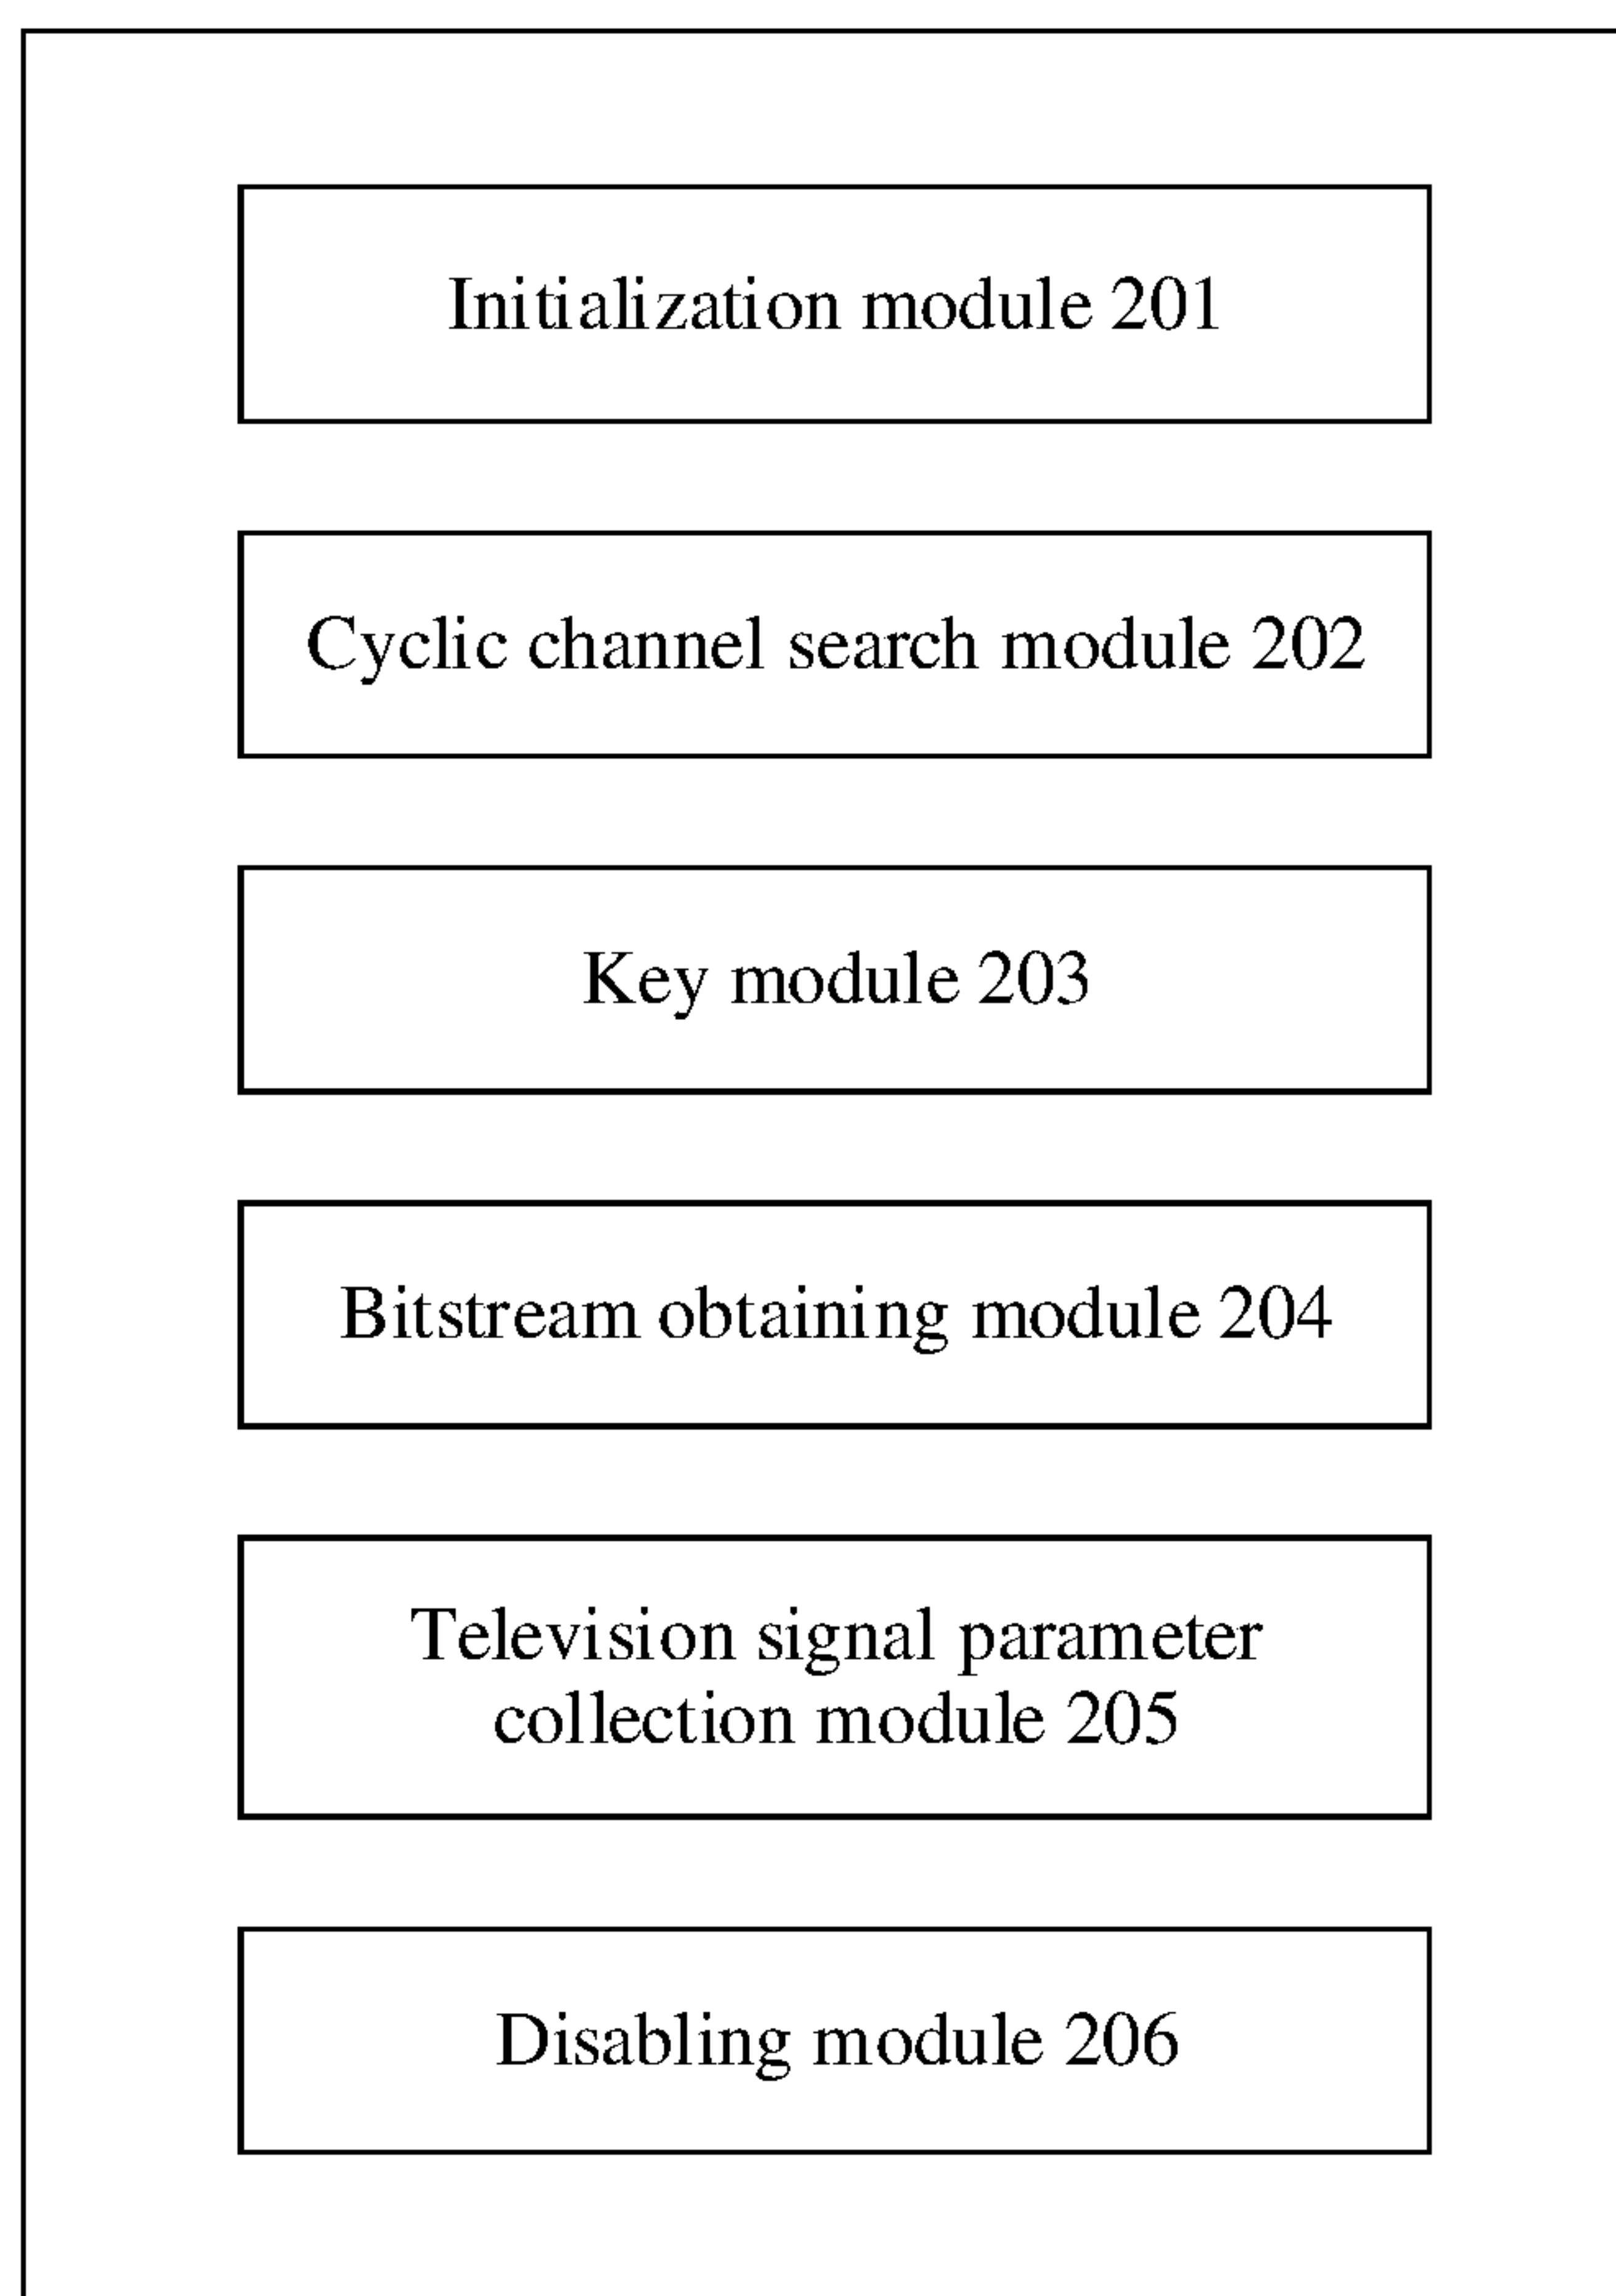 Initialization module 201
Cyclic channel search module 202
Key module 203
Bitstream obtaining module 204
Television signal parameter
collection module 205
Disabling module 206